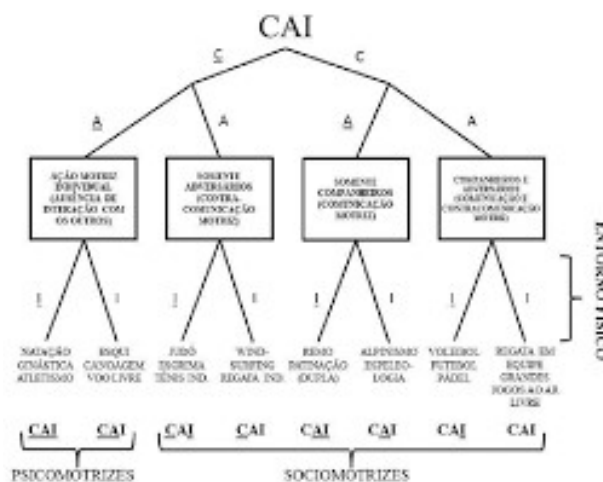 CAI
C C
A A A A
AÇÃO MOTRIZ
INDIVIDUAL
(AUSÊNCIA DE
INTERAÇÃO COM
OS OUTROS)
SOMENTE
ADVERSÁRIOS
(CONTRA-
COMUNICAÇÃO
MOTRIZ)
SOMENTE
COMPANHEIROS
(COMUNICAÇÃO
MOTRIZ)
COMPANHEIROS E
ADVERSÁRIOS
(COMUNICAÇÃO E
CONTRACOMUNICAÇÃO
MOTRIZ)
ENTORNO FÍSICO
I I I I I I I I
NATAÇÃO
GINÁSTICA
ATLETISMO
ESQUI
CANOAGEM
VOO LIVRE
JUDÔ
ESGRIMA
TÊNIS IND.
WIND-
SURFING
REGATA IND.
REMO
PATINAÇÃO
(DUPLA)
ALPINISMO
ESPELEO-
LOGIA
VOLEIBOL
FUTEBOL
PADEL
REGATA EM
EQUIPE
GRANDES
JOGOS AO AR
LIVRE
CAI CAI CAI CAI CAI CAI CAI CAI
PSICOMOTRIZES SOCIOMOTRIZES